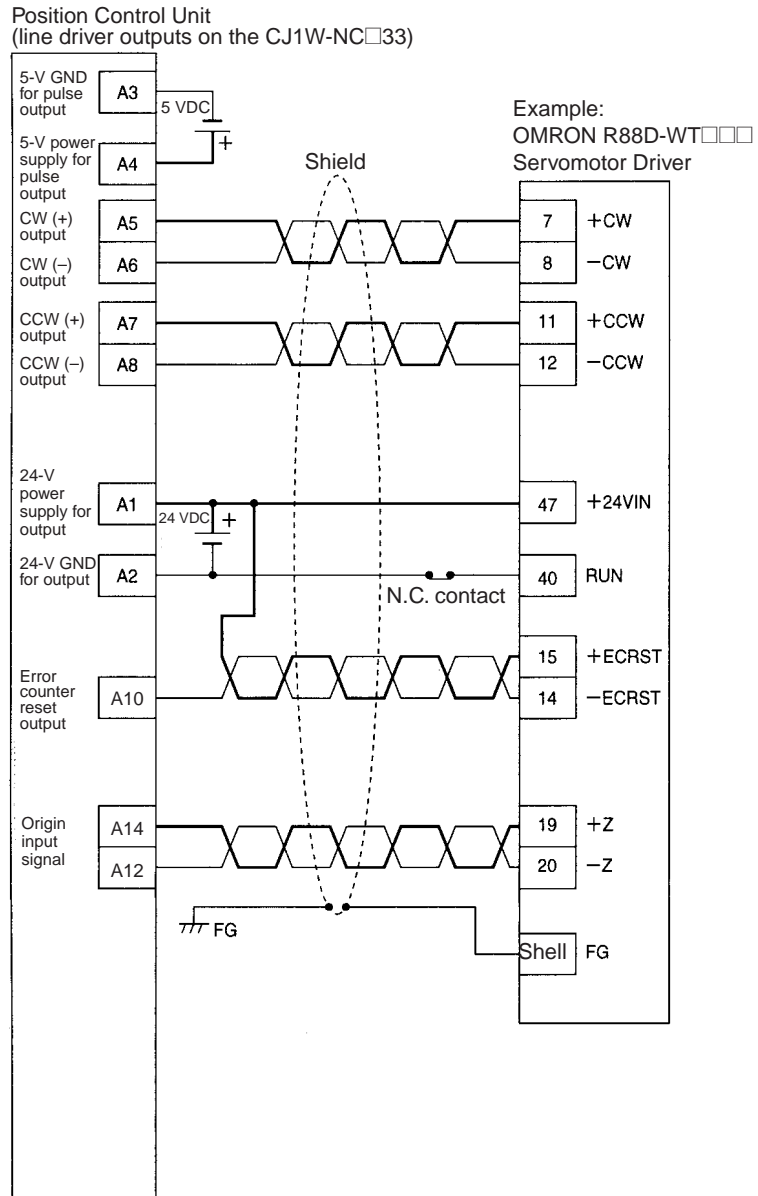 Position Control Unit
(line driver outputs on the CJ1W-NC□33)
5-V GND
for pulse
output
A3
5 VDC
+
5-V power
supply for
pulse
output
A4
Example:
OMRON R88D-WT□□□
Servomotor Driver
Shield
CW (+)
output
A5
7
+CW
CW (–)
output
A6
8
−CW
CCW (+)
output
A7
11
+CCW
CCW (–)
output
A8
12
−CCW
24-V
power
supply for
output
A1
24 VDC
+
47
+24VIN
24-V GND
for output
A2
N.C. contact
40
RUN
15
+ECRST
Error
counter
reset
output
A10
14
−ECRST
Origin
input
signal
A14
19
+Z
A12
20
−Z
FG
Shell
FG